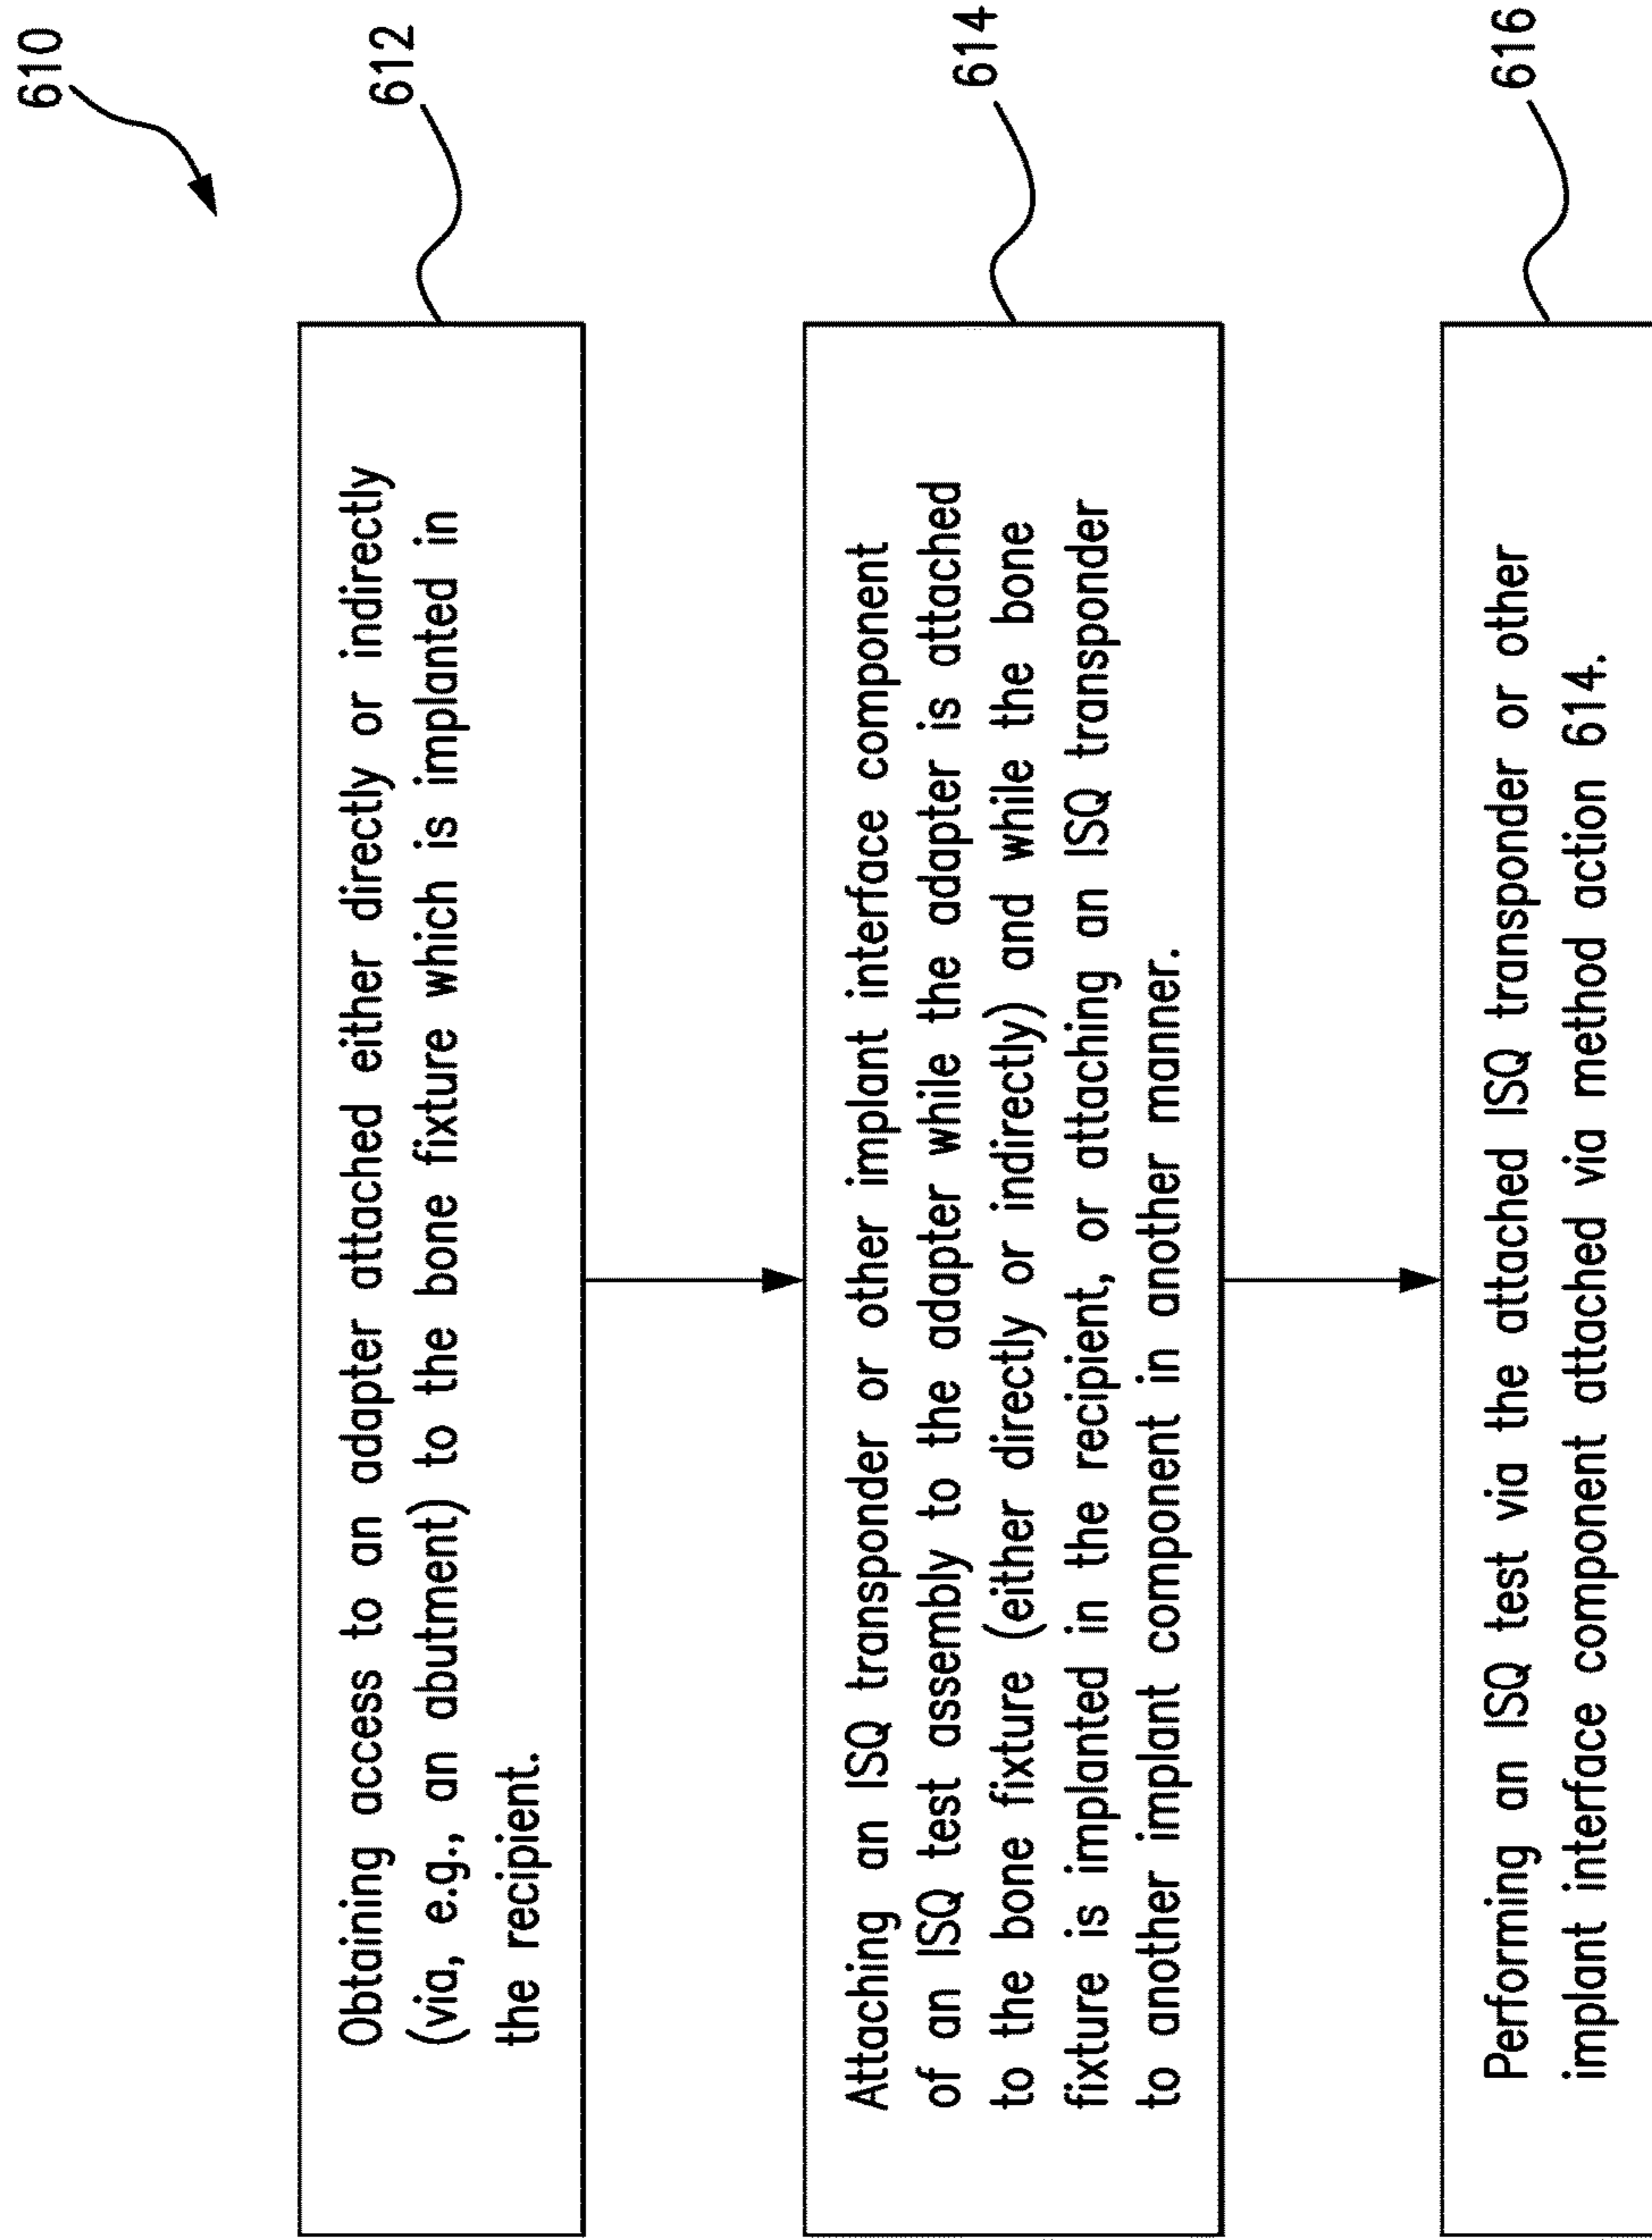 610
612
Obtaining access to an adapter attached either directly or indirectly
(via, e.g., an abutment) to the bone fixture which is implanted in
the recipient.
614
Attaching an ISQ transponder or other implant interface component
of an ISQ test assembly to the adapter while the adapter is attached
to the bone fixture (either directly or indirectly) and while the bone
fixture is implanted in the recipient, or attaching an ISQ transponder
to another implant component in another manner.
616
Performing an ISQ test via the attached ISQ transponder or other
implant interface component attached via method action 614.